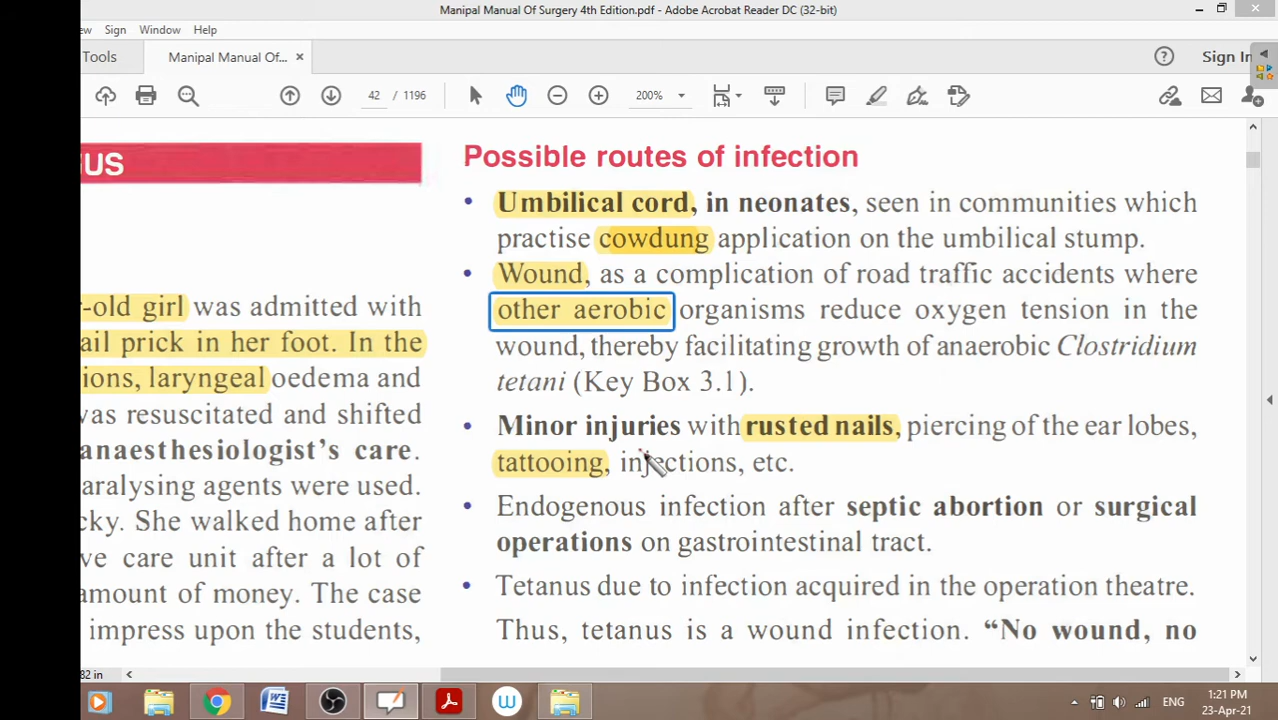 Manipal Manual Of Surgery 4th Edition.pdf - Adobe Acrobat Reader DC (32-bit)
ew Sign Window Help
Tools Manipal Manual Of... × Sign In
42 / 1196 200%
US
-old girl was admitted with
ail prick in her foot. In the
ions, laryngeal oedema and
was resuscitated and shifted
anaesthesiologist's care.
aralysing agents were used.
cky. She walked home after
ve care unit after a lot of
amount of money. The case
impress upon the students,
Possible routes of infection
• Umbilical cord, in neonates, seen in communities which
practise cowdung application on the umbilical stump.
• Wound, as a complication of road traffic accidents where
other aerobic organisms reduce oxygen tension in the
wound, thereby facilitating growth of anaerobic Clostridium
tetani (Key Box 3.1).
• Minor injuries with rusted nails, piercing of the ear lobes,
tattooing, injections, etc.
• Endogenous infection after septic abortion or surgical
operations on gastrointestinal tract.
• Tetanus due to infection acquired in the operation theatre.
Thus, tetanus is a wound infection. “No wound, no
82 in
ENG 1:21 PM
23-Apr-21